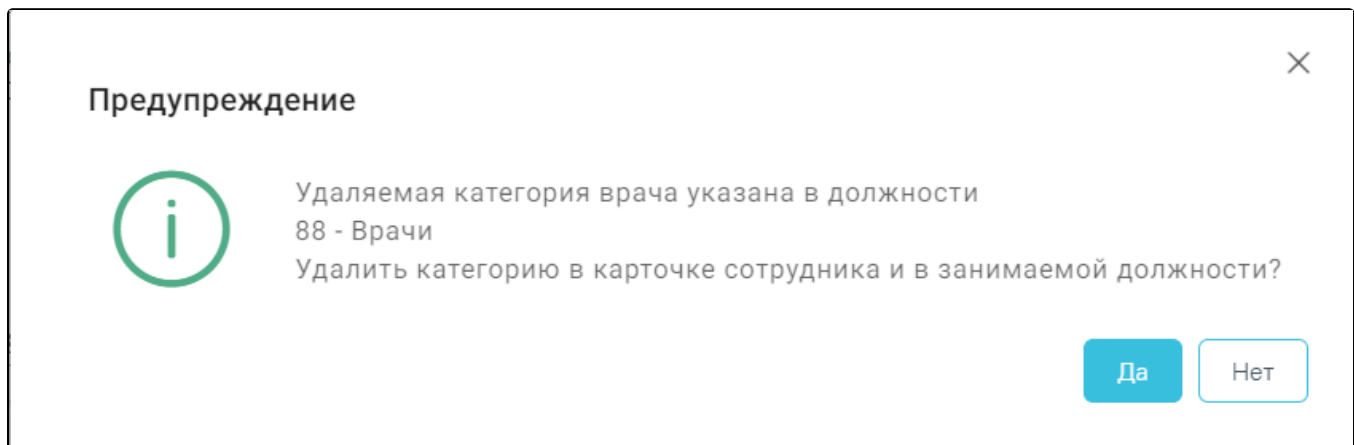 Предупреждение
Удаляемая категория врача указана в должности
88 - Врачи
Удалить категорию в карточке сотрудника и в занимаемой должности?
Да
Нет